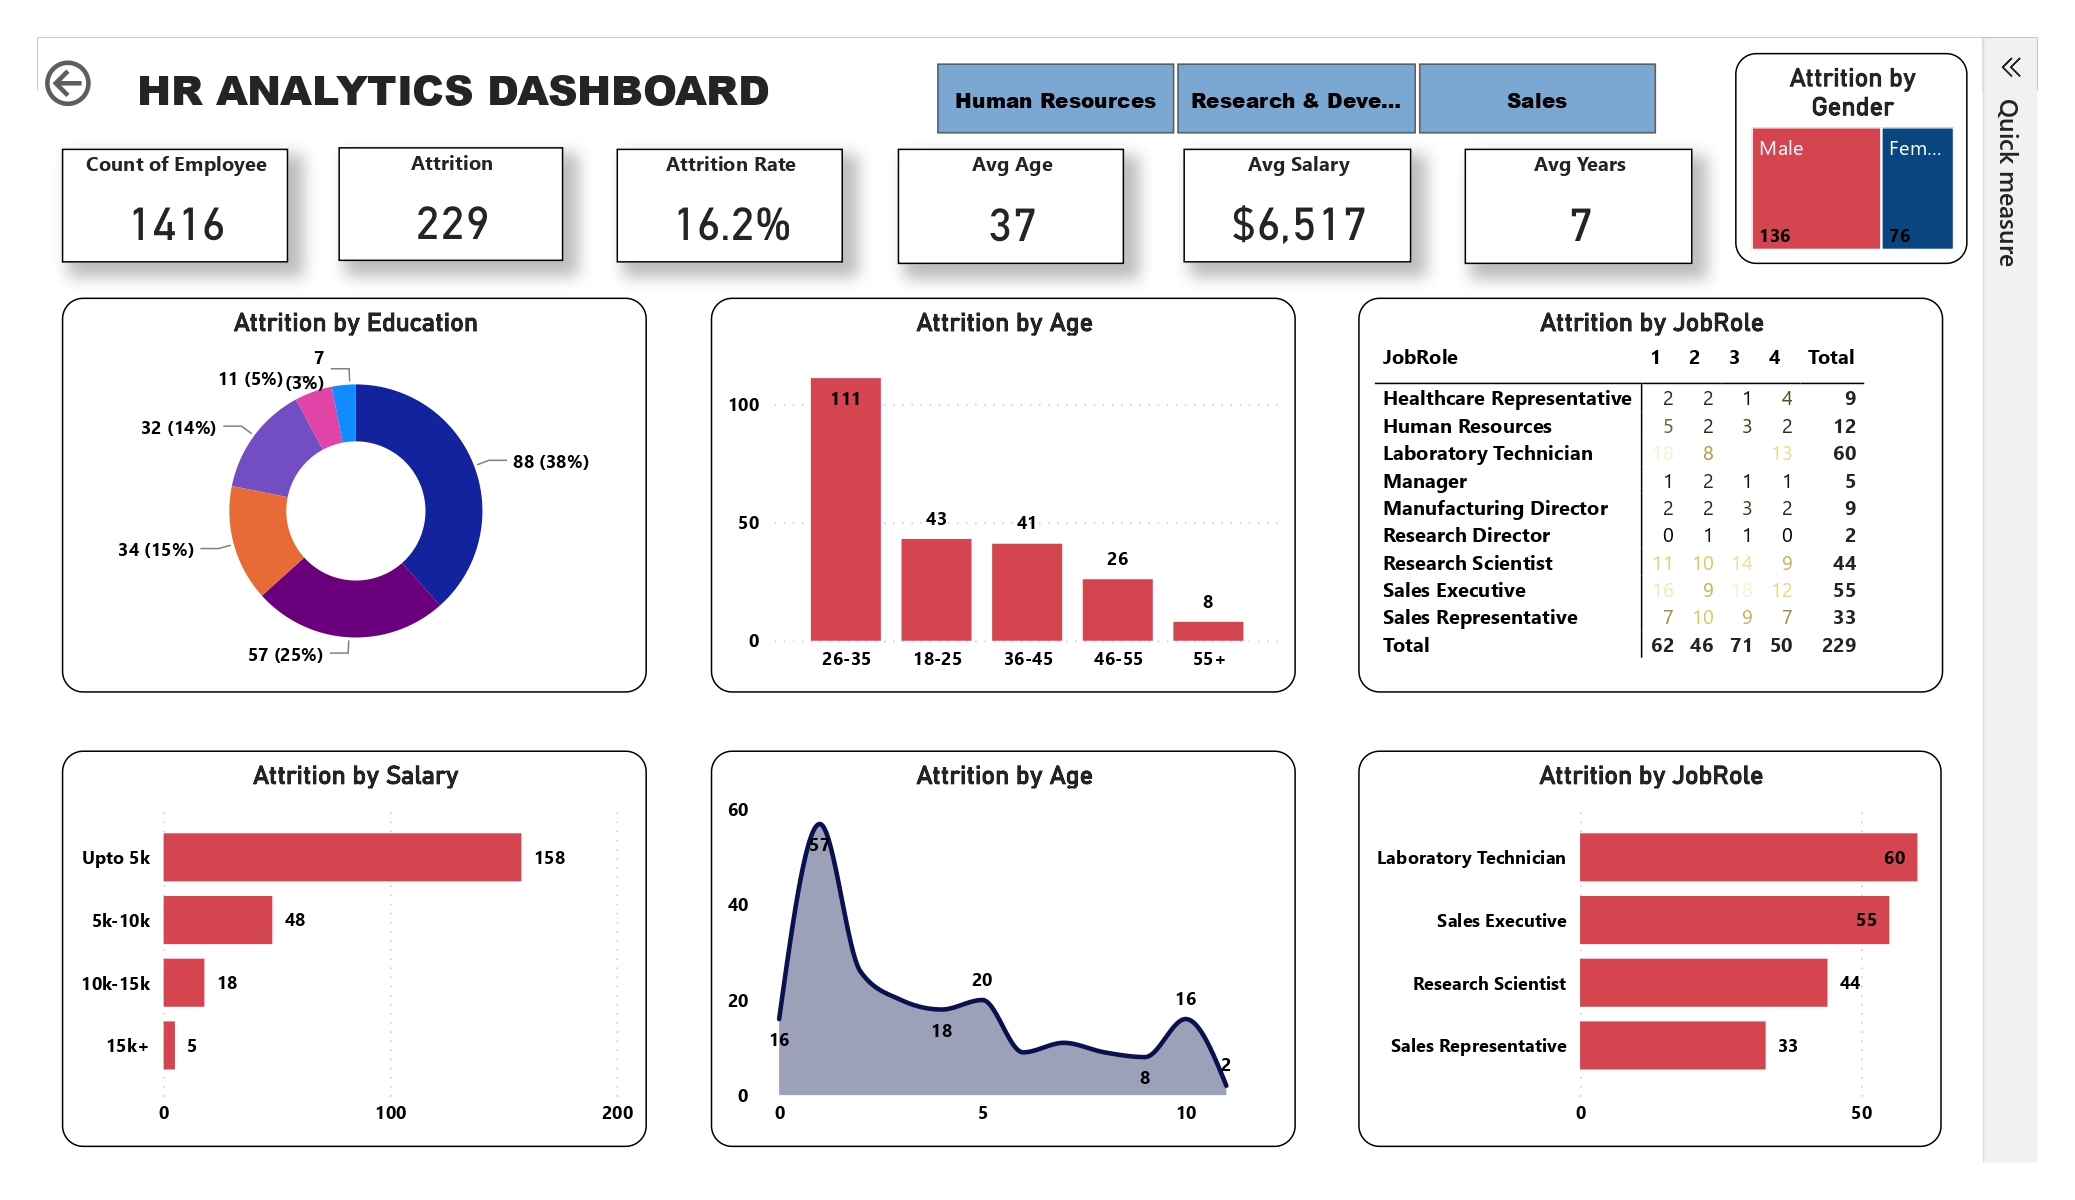 HR ANALYTICS DASHBOARD
Human Resources
Research & Deve...
Sales
Attrition by
Gender
Male
Fem...
136
76
Quick measure
Count of Employee
1416
Attrition
229
Attrition Rate
16.2%
Avg Age
37
Avg Salary
$6,517
Avg Years
7
Attrition by Education
7
(3%)
11 (5%)
32 (14%)
88 (38%)
34 (15%)
57 (25%)
Attrition by Age
100
50
0
111
43
41
26
8
26-35 18-25 36-45 46-55 55+
Attrition by JobRole
JobRole 1 2 3 4 Total
Healthcare Representative 2 2 1 4 9
Human Resources 5 2 3 2 12
Laboratory Technician 18 8 13 60
Manager 1 2 1 1 5
Manufacturing Director 2 2 3 2 9
Research Director 0 1 1 0 2
Research Scientist 11 10 14 9 44
Sales Executive 16 9 18 12 55
Sales Representative 7 10 9 7 33
Total 62 46 71 50 229
Attrition by Salary
Upto 5k 158
5k-10k 48
10k-15k 18
15k+ 5
0 100 200
Attrition by Age
60
40
20
0
57
16
18
20
8
16
2
0 5 10
Attrition by JobRole
Laboratory Technician 60
Sales Executive 55
Research Scientist 44
Sales Representative 33
0 50